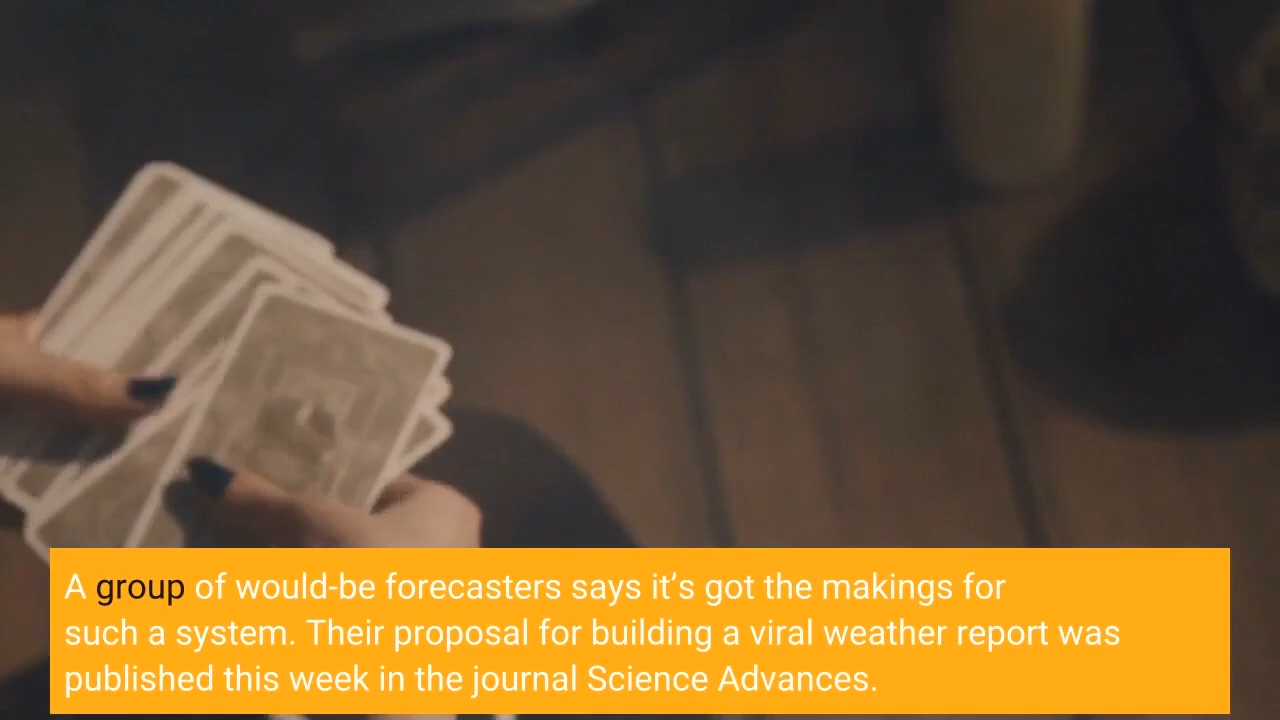 A group of would-be forecasters says it’s got the makings for
such a system. Their proposal for building a viral weather report was
published this week in the journal Science Advances.